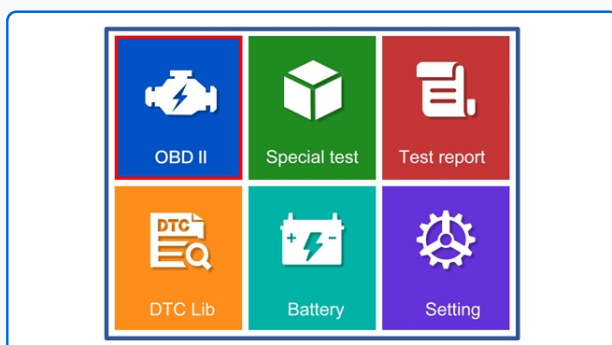 OBD II
Special test
Test report
DTC
DTC Lib
Battery
Setting